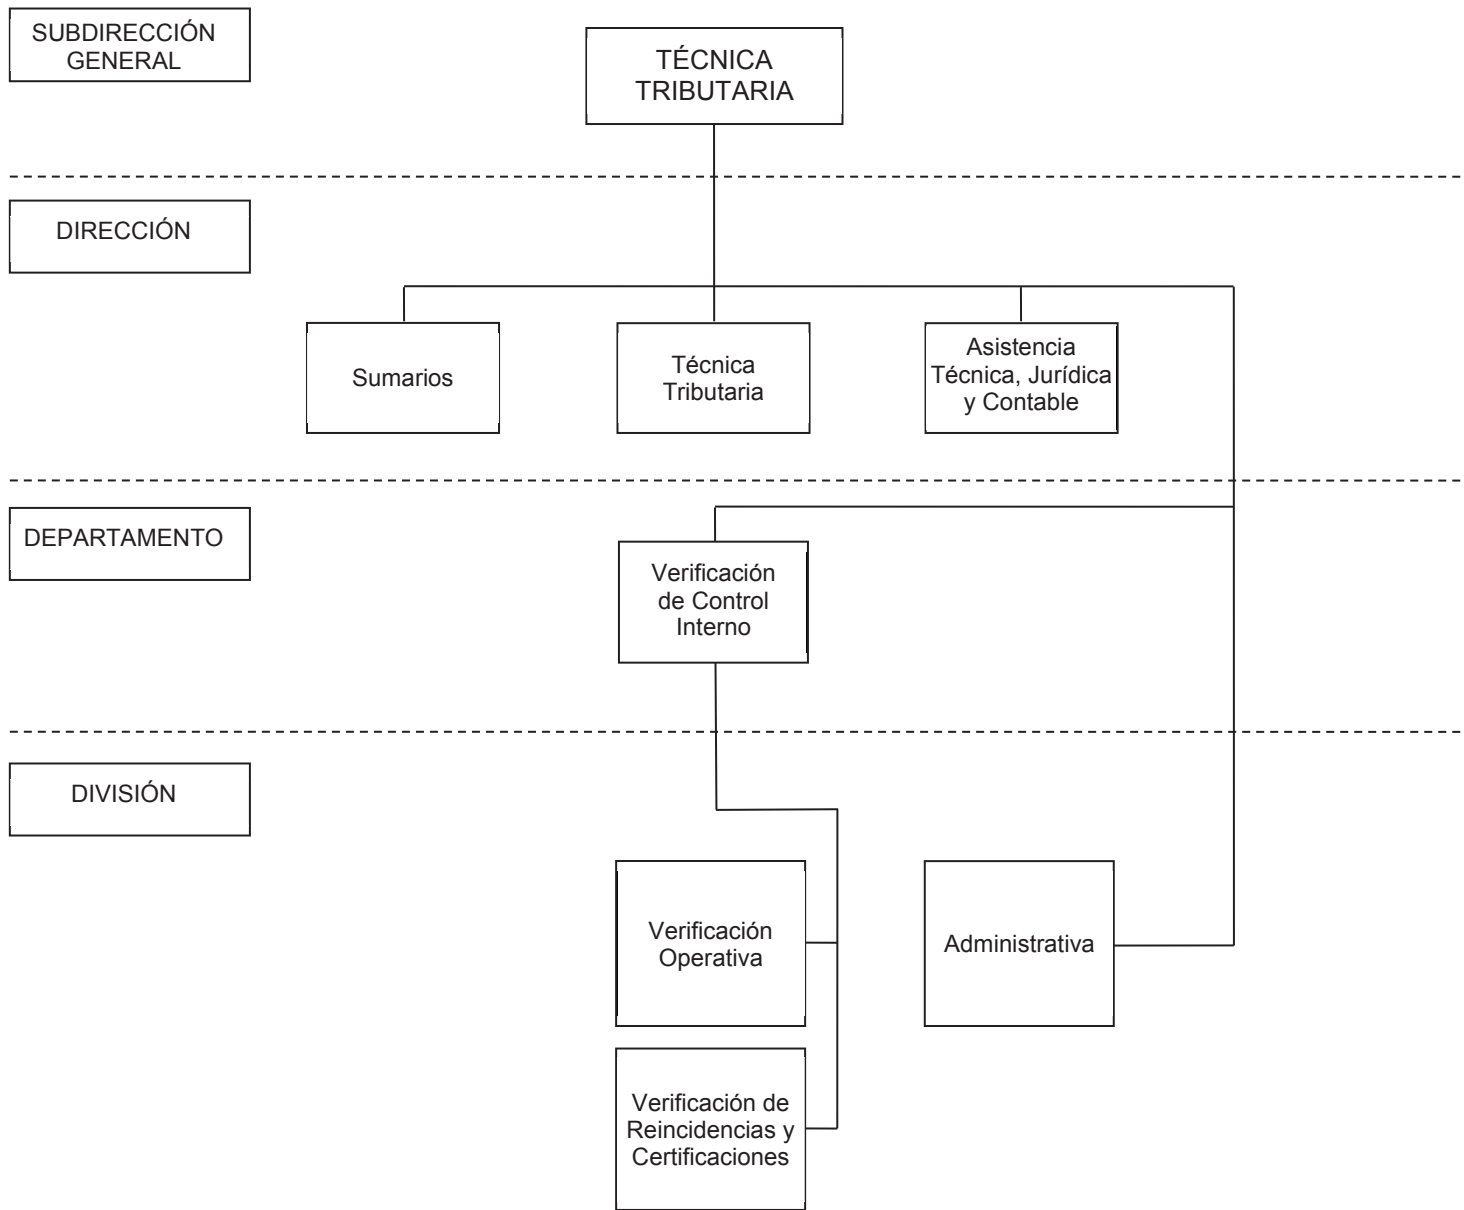 SUBDIRECCIÓN
GENERAL
TÉCNICA
TRIBUTARIA
DIRECCIÓN
Sumarios
Técnica
Tributaria
Asistencia
Técnica, Jurídica
y Contable
DEPARTAMENTO
Verificación
de Control
Interno
DIVISIÓN
Verificación
Operativa
Administrativa
Verificación de
Reincidencias y
Certificaciones